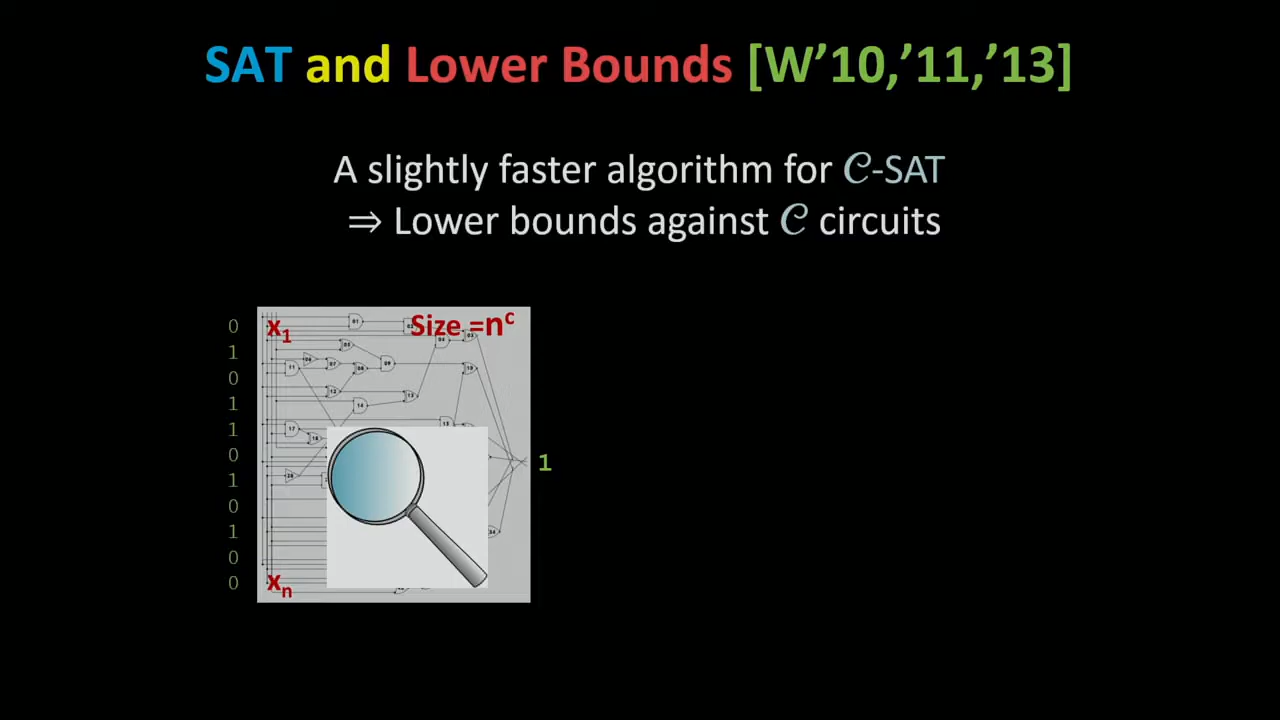 SAT and Lower Bounds [W’10,’11,’13]
A slightly faster algorithm for 𝒞-SAT
⇒ Lower bounds against 𝒞 circuits
x₁
Size =nᶜ
0
1
0
1
1
0
1
0
1
0
0
1
xₙ